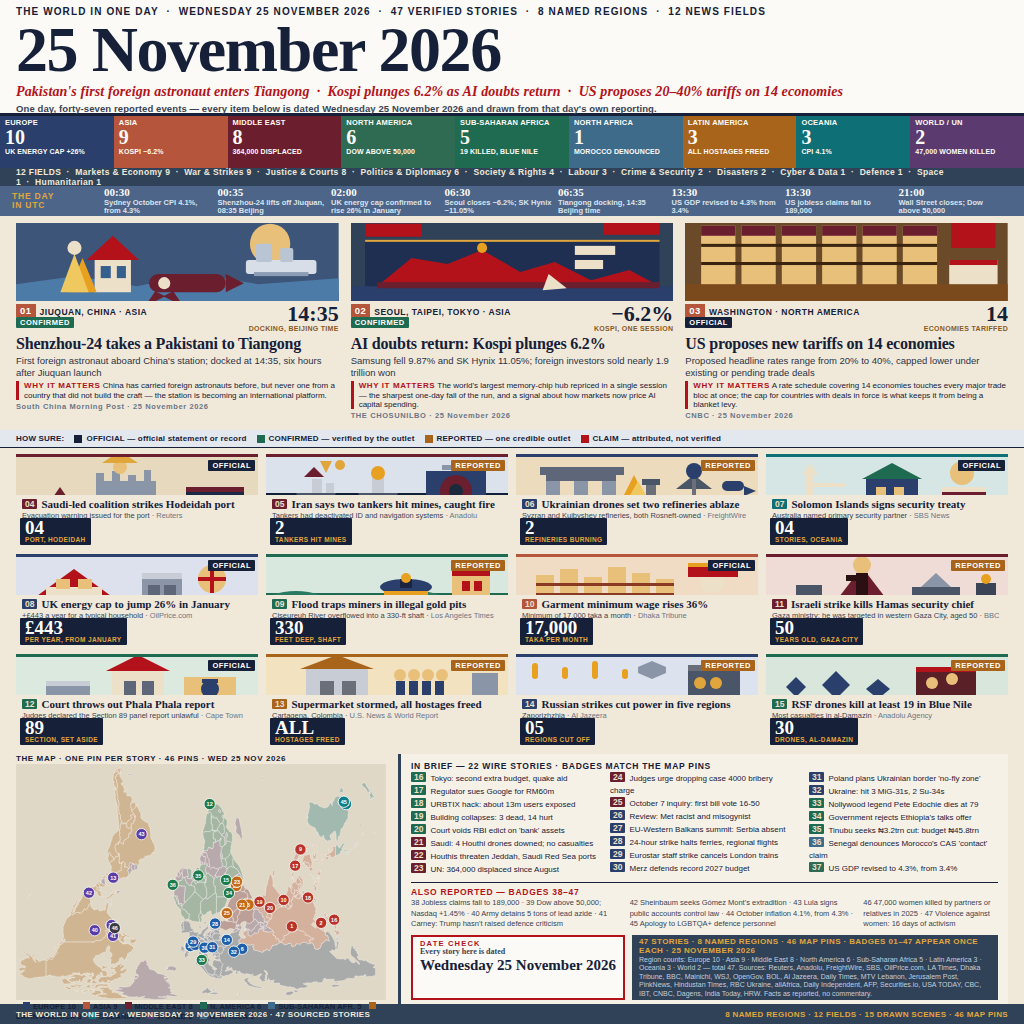 THE WORLD IN ONE DAY · WEDNESDAY 25 NOVEMBER 2026 · 47 VERIFIED STORIES · 8 NAMED REGIONS · 12 NEWS FIELDS
25 November 2026
Pakistan's first foreign astronaut enters Tiangong · Kospi plunges 6.2% as AI doubts return · US proposes 20–40% tariffs on 14 economies
One day, forty-seven reported events — every item below is dated Wednesday 25 November 2026 and drawn from that day's own reporting.
EUROPE
10
UK ENERGY CAP +26%
ASIA
9
KOSPI −6.2%
MIDDLE EAST
8
364,000 DISPLACED
NORTH AMERICA
6
DOW ABOVE 50,000
SUB-SAHARAN AFRICA
5
19 KILLED, BLUE NILE
NORTH AFRICA
1
MOROCCO DENOUNCED
LATIN AMERICA
3
ALL HOSTAGES FREED
OCEANIA
3
CPI 4.1%
WORLD / UN
2
47,000 WOMEN KILLED
12 FIELDS · Markets & Economy 9 · War & Strikes 9 · Justice & Courts 8 · Politics & Diplomacy 6 · Society & Rights 4 · Labour 3 · Crime & Security 2 · Disasters 2 · Cyber & Data 1 · Defence 1 · Space
1 · Humanitarian 1
THE DAY
IN UTC
00:30
Sydney October CPI 4.1%,
from 4.3%
00:35
Shenzhou-24 lifts off Jiuquan,
08:35 Beijing
02:00
UK energy cap confirmed to
rise 26% in January
06:30
Seoul closes −6.2%; SK Hynix
−11.05%
06:35
Tiangong docking, 14:35
Beijing time
13:30
US GDP revised to 4.3% from
3.4%
13:30
US jobless claims fall to
189,000
21:00
Wall Street closes; Dow
above 50,000
01 JIUQUAN, CHINA · ASIA
CONFIRMED
14:35
DOCKING, BEIJING TIME
Shenzhou-24 takes a Pakistani to Tiangong
First foreign astronaut aboard China's station; docked at 14:35, six hours
after Jiuquan launch
WHY IT MATTERS China has carried foreign astronauts before, but never one from a
country that did not build the craft — the station is becoming an international platform.
South China Morning Post · 25 November 2026
02 SEOUL, TAIPEI, TOKYO · ASIA
CONFIRMED
−6.2%
KOSPI, ONE SESSION
AI doubts return: Kospi plunges 6.2%
Samsung fell 9.87% and SK Hynix 11.05%; foreign investors sold nearly 1.9
trillion won
WHY IT MATTERS The world's largest memory-chip hub repriced in a single session
— the sharpest one-day fall of the run, and a signal about how markets now price AI
capital spending.
THE CHOSUNILBO · 25 November 2026
03 WASHINGTON · NORTH AMERICA
OFFICIAL
14
ECONOMIES TARIFFED
US proposes new tariffs on 14 economies
Proposed headline rates range from 20% to 40%, capped lower under
existing or pending trade deals
WHY IT MATTERS A rate schedule covering 14 economies touches every major trade
bloc at once; the cap for countries with deals in force is what keeps it from being a
blanket levy.
CNBC · 25 November 2026
HOW SURE: OFFICIAL — official statement or record CONFIRMED — verified by the outlet REPORTED — one credible outlet CLAIM — attributed, not verified
OFFICIAL
04 Saudi-led coalition strikes Hodeidah port
Evacuation warning issued for the port · Reuters
04
PORT, HODEIDAH
REPORTED
05 Iran says two tankers hit mines, caught fire
Tankers had deactivated ID and navigation systems · Anadolu
2
TANKERS HIT MINES
REPORTED
06 Ukrainian drones set two refineries ablaze
Syzran and Kuibyshev refineries, both Rosneft-owned · FreightWire
2
REFINERIES BURNING
OFFICIAL
07 Solomon Islands signs security treaty
Australia named primary security partner · SBS News
04
STORIES, OCEANIA
OFFICIAL
08 UK energy cap to jump 26% in January
+£443 a year for a typical household · OilPrice.com
£443
PER YEAR, FROM JANUARY
REPORTED
09 Flood traps miners in illegal gold pits
River overflowed into a 330-ft shaft · Los Angeles Times
330
FEET DEEP, SHAFT
OFFICIAL
10 Garment minimum wage rises 36%
Minimum of 17,000 taka a month · Dhaka Tribune
17,000
TAKA PER MONTH
REPORTED
11 Israeli strike kills Hamas security chief
Gaza ministry: he was targeted in western Gaza City, aged 50 · BBC
50
YEARS OLD, GAZA CITY
OFFICIAL
12 Court throws out Phala Phala report
Judges declared the Section 89 panel report unlawful · Cape Town
89
SECTION, SET ASIDE
REPORTED
13 Supermarket stormed, all hostages freed
Cartagena, Colombia · U.S. News & World Report
ALL
HOSTAGES FREED
REPORTED
14 Russian strikes cut power in five regions
Zaporizhzhia · Al Jazeera
05
REGIONS CUT OFF
REPORTED
15 RSF drones kill at least 19 in Blue Nile
Most casualties in al-Damazin · Anadolu Agency
30
DRONES, AL-DAMAZIN
THE MAP · ONE PIN PER STORY · 46 PINS · WED 25 NOV 2026
IN BRIEF — 22 WIRE STORIES · BADGES MATCH THE MAP PINS
16 Tokyo: second extra budget, quake aid
17 Regulator sues Google for RM60m
18 URBTIX hack: about 13m users exposed
19 Building collapses: 3 dead, 14 hurt
20 Court voids RBI edict on 'bank' assets
21 Saudi: 4 Houthi drones downed; no casualties
22 Houthis threaten Jeddah, Saudi Red Sea ports
23 UN: 364,000 displaced since August
24 Judges urge dropping case 4000 bribery
charge
25 October 7 inquiry: first bill vote 16-50
26 Review: Met racist and misogynist
27 EU-Western Balkans summit: Serbia absent
28 24-hour strike halts ferries, regional flights
29 Eurostar staff strike cancels London trains
30 Merz defends record 2027 budget
31 Poland plans Ukrainian border 'no-fly zone'
32 Ukraine: hit 3 MiG-31s, 2 Su-34s
33 Nollywood legend Pete Edochie dies at 79
34 Government rejects Ethiopia's talks offer
35 Tinubu seeks ₦3.2trn cut: budget ₦45.8trn
36 Senegal denounces Morocco's CAS 'contact'
claim
37 US GDP revised to 4.3%, from 3.4%
ALSO REPORTED — BADGES 38–47
38 Jobless claims fall to 189,000 · 39 Dow above 50,000;
Nasdaq +1.45% · 40 Army detains 5 tons of lead azide · 41
Carney: Trump hasn't raised defence criticism
42 Sheinbaum seeks Gómez Mont's extradition · 43 Lula signs
public accounts control law · 44 October inflation 4.1%, from 4.3% ·
45 Apology to LGBTQA+ defence personnel
46 47,000 women killed by partners or
relatives in 2025 · 47 Violence against
women: 16 days of activism
DATE CHECK
Every story here is dated
Wednesday 25 November 2026
47 STORIES · 8 NAMED REGIONS · 46 MAP PINS · BADGES 01–47 APPEAR ONCE
EACH · 25 NOVEMBER 2026
Region counts: Europe 10 · Asia 9 · Middle East 8 · North America 6 · Sub-Saharan Africa 5 · Latin America 3 ·
Oceania 3 · World 2 — total 47. Sources: Reuters, Anadolu, FreightWire, SBS, OilPrice.com, LA Times, Dhaka
Tribune, BBC, Mainichi, WSJ, OpenGov, BOL, Al Jazeera, Daily Times, MTV Lebanon, Jerusalem Post,
PinkNews, Hindustan Times, RBC Ukraine, allAfrica, Daily Independent, AFP, Securities.io, USA TODAY, CBC,
IBT, CNBC, Dagens, India Today, HRW. Facts as reported, no commentary.
THE WORLD IN ONE DAY · WEDNESDAY 25 NOVEMBER 2026 · 47 SOURCED STORIES
8 NAMED REGIONS · 12 FIELDS · 15 DRAWN SCENES · 46 MAP PINS